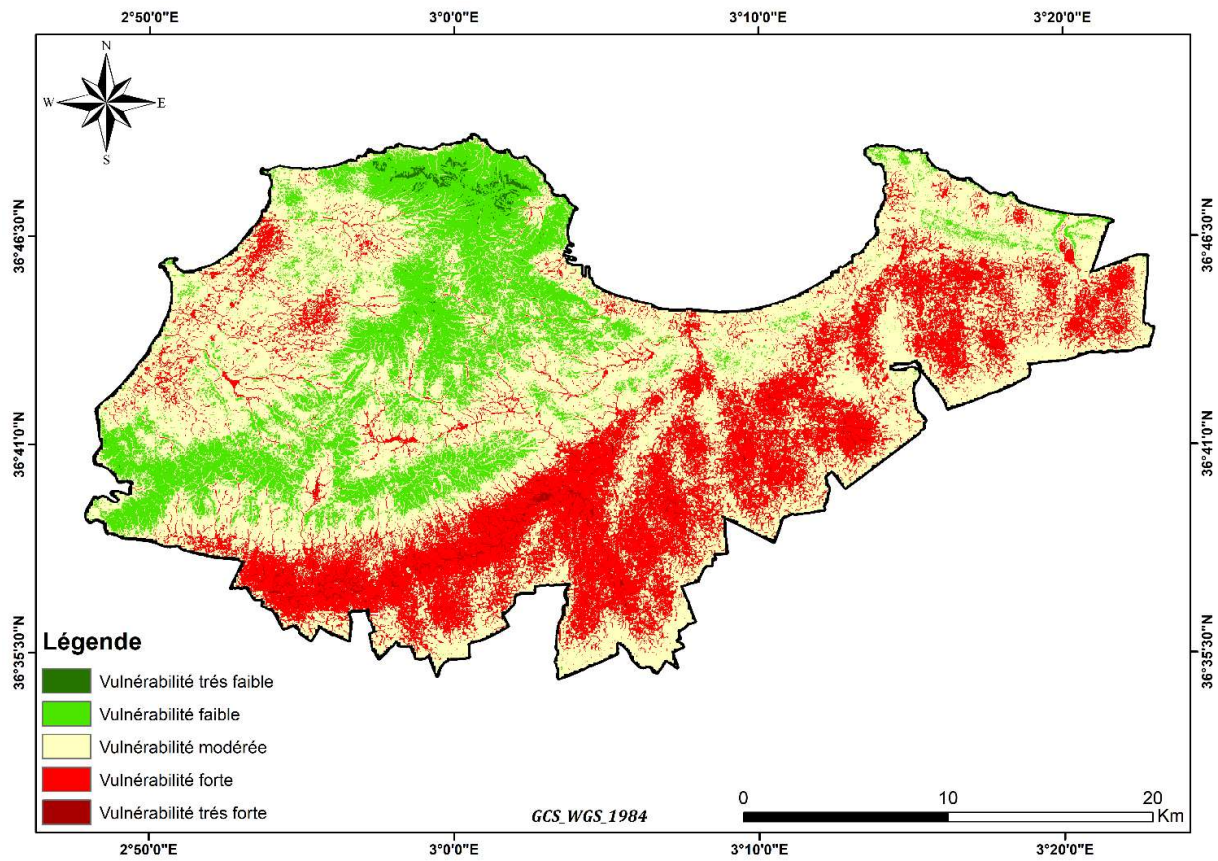 2°50'0"E 3°0'0"E 3°10'0"E 3°20'0"E
N
W E
S
36°46'30"N 36°46'30"N
36°41'0"N 36°41'0"N
36°35'30"N 36°35'30"N
Légende
Vulnérabilité trés faible
Vulnérabilité faible
Vulnérabilité modérée
Vulnérabilité forte
Vulnérabilité trés forte
GCS_WGS_1984
0 10 20
Km
2°50'0"E 3°0'0"E 3°10'0"E 3°20'0"E